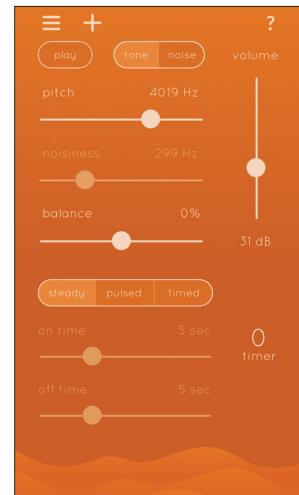 ?
play tone noise volume
pitch 4019 Hz
noisiness 299 Hz
balance 0%
31 dB
steady pulsed timed
on time 5 sec
0
timer
off time 5 sec